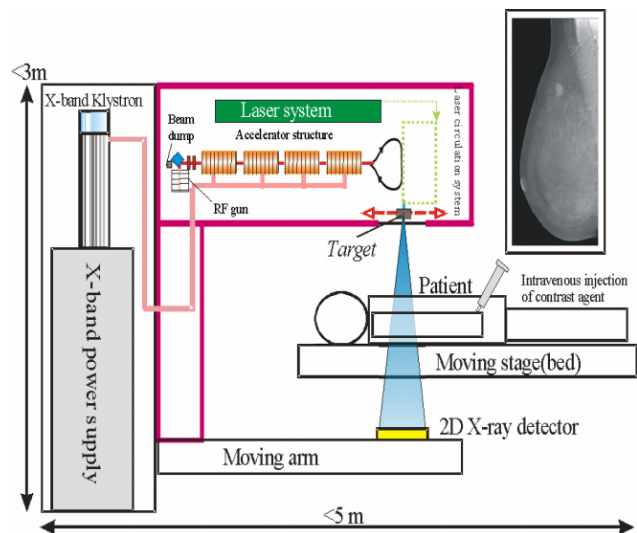 <3m
X-band Klystron
Laser system
Beam
dump
Accelerator structure
RF gun
Laser circulation system
Target
X-band power supply
Patient
Intravenous injection
of contrast agent
Moving stage(bed)
2D X-ray detector
Moving arm
<5 m